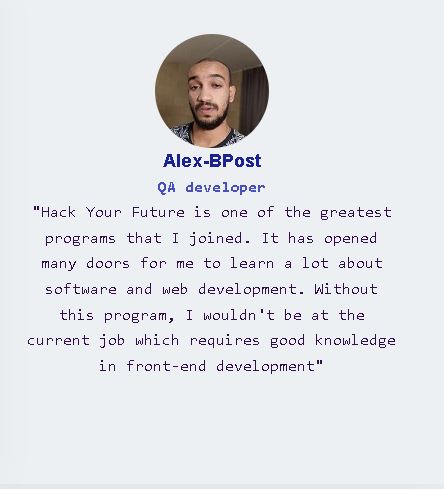 Alex-BPost
QA developer
"Hack Your Future is one of the greatest
programs that I joined. It has opened
many doors for me to learn a lot about
software and web development. Without
this program, I wouldn't be at the
current job which requires good knowledge
in front-end development"